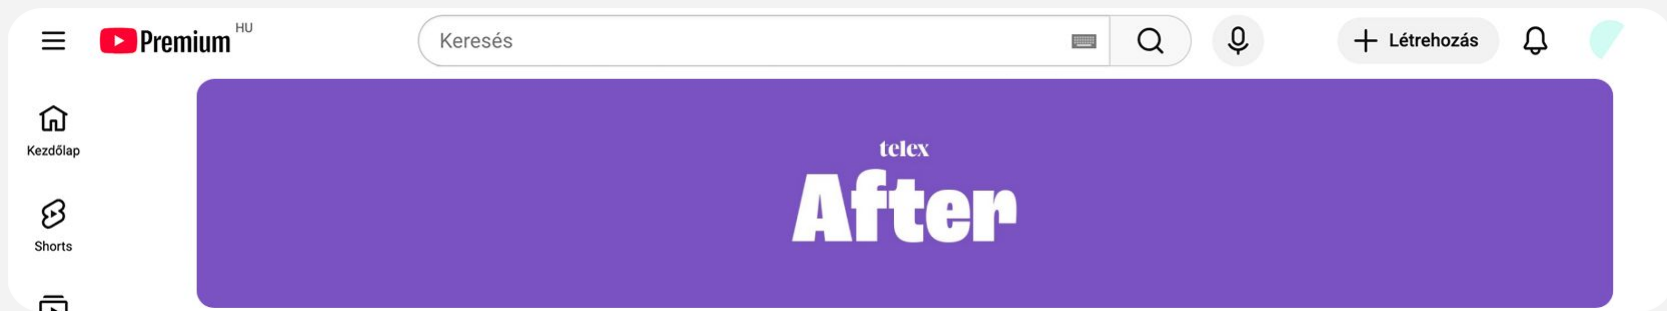 Premium HU
Keresés
Létrehozás
Kezdőlap
Shorts
telex
After